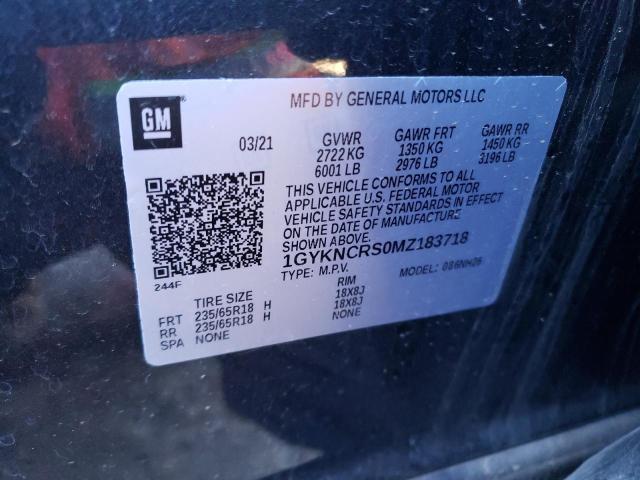 MFD BY GENERAL MOTORS LLC
GM
03/21 GVWR GAWR FRT GAWR RR
2722 KG 1350 KG 1450 KG
6001 LB 2976 LB 3196 LB
THIS VEHICLE CONFORMS TO ALL
APPLICABLE U.S. FEDERAL MOTOR
VEHICLE SAFETY STANDARDS IN EFFECT
ON THE DATE OF MANUFACTURE
SHOWN ABOVE.
1GYKNCRS0MZ183718
TYPE: M.P.V. MODEL: 086NH26
244F
TIRE SIZE RIM
FRT 235/65R18 H 18X8J
RR 235/65R18 H 18X8J
SPA NONE NONE